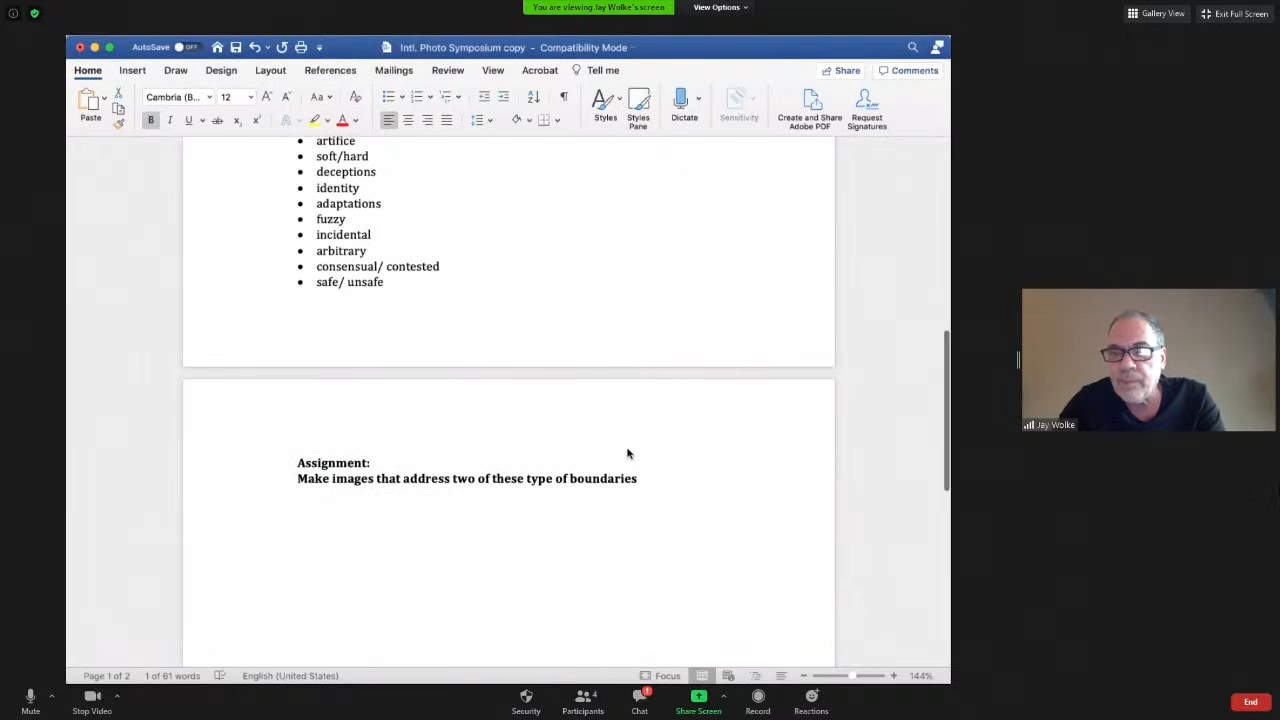 You are viewing Jay Wolke's screen
View Options
Gallery View
Exit Full Screen
AutoSave OFF
Intl. Photo Symposium copy - Compatibility Mode
Home Insert Draw Design Layout References Mailings Review View Acrobat Tell me
Share Comments
Paste
Cambria (B... 12
Styles
Styles Pane
Dictate
Sensitivity
Create and Share Adobe PDF
Request Signatures
• artifice
• soft/hard
• deceptions
• identity
• adaptations
• fuzzy
• incidental
• arbitrary
• consensual/ contested
• safe/ unsafe
Assignment:
Make images that address two of these type of boundaries
Jay Wolke
Page 1 of 2 1 of 61 words English (United States) Focus 144%
Mute
Stop Video
Security
Participants 4
Chat 1
Share Screen
Record
Reactions
End